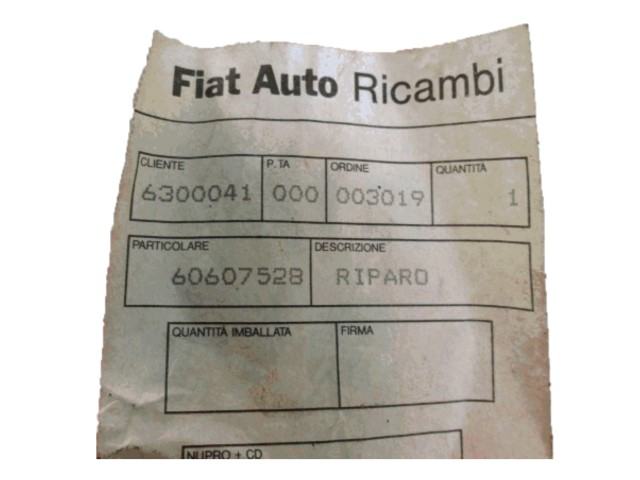 Fiat Auto Ricambi
CLIENTE P.TA ORDINE QUANTITÀ
6300041 000 003019 1
PARTICOLARE DESCRIZIONE
60607528 RIPARO
QUANTITÀ IMBALLATA FIRMA
NUPRO + CD